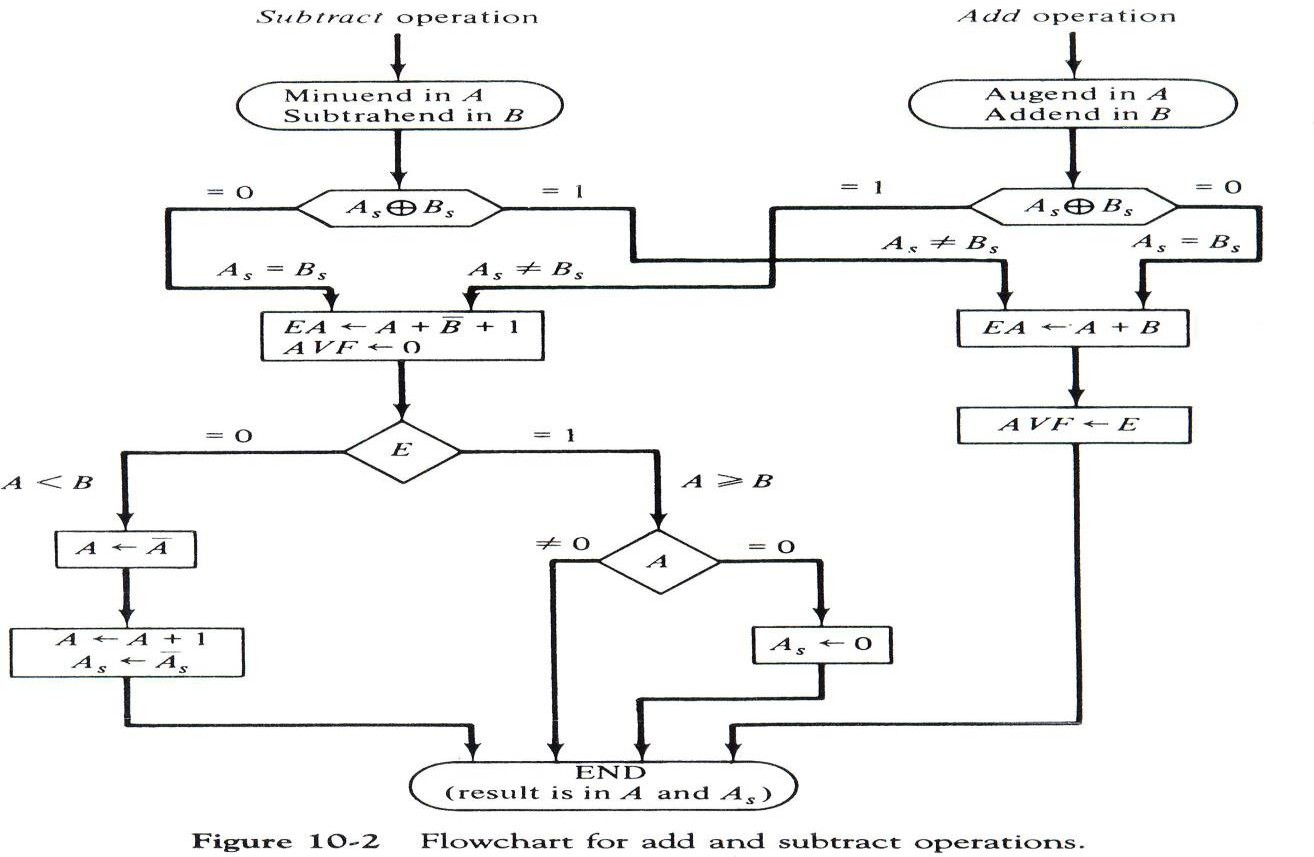 Subtract operation
Add operation
Minuend in A
Subtrahend in B
Augend in A
Addend in B
= 0
A_s ⊕ B_s
= 1
= 1
A_s ⊕ B_s
= 0
A_s = B_s
A_s ≠ B_s
A_s ≠ B_s
A_s = B_s
EA ← A + B̅ + 1
AVF ← 0
EA ← A + B
AVF ← E
= 0
E
= 1
A < B
A ⩾ B
A ← A̅
≠ 0
A
= 0
A ← A + 1
A_s ← A̅_s
A_s ← 0
END
(result is in A and A_s)
Figure 10-2 Flowchart for add and subtract operations.